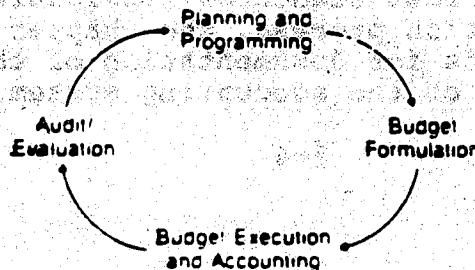 Planning and
Programming
Audit/
Evaluation
Budget
Formulation
Budget Execution
and Accounting